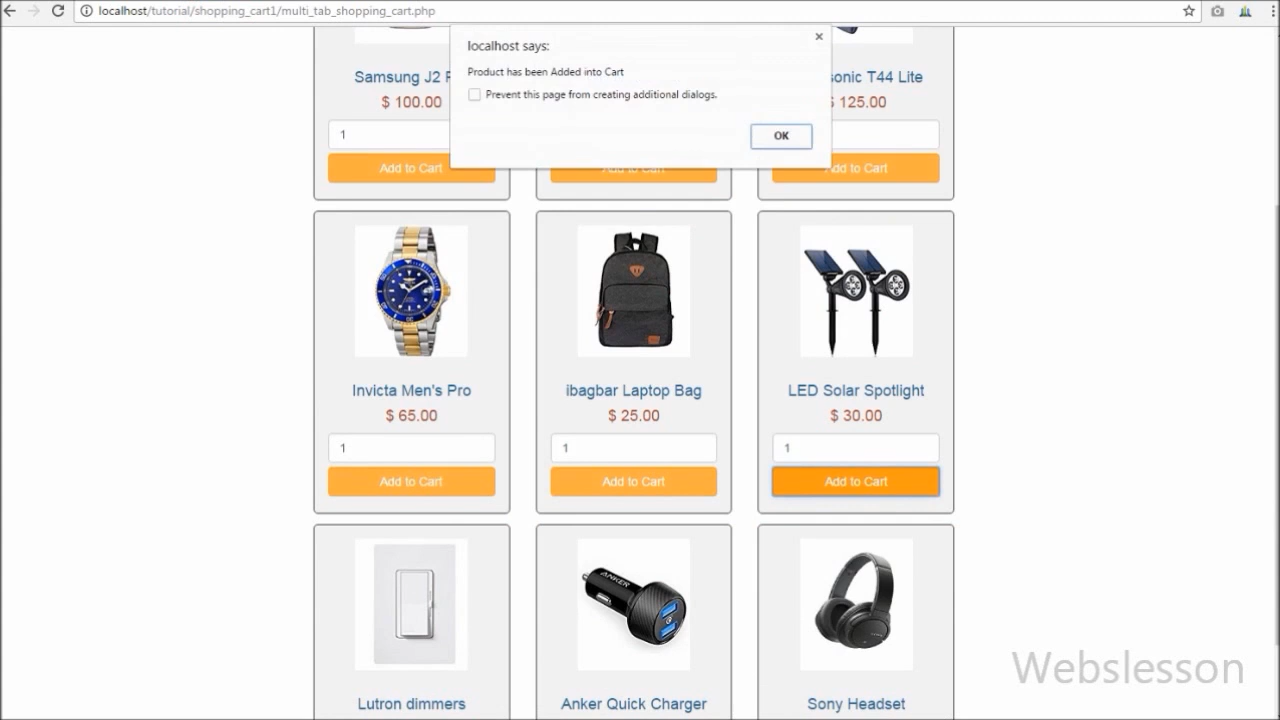 localhost/tutorial/shopping_cart1/multi_tab_shopping_cart.php
localhost says:
Product has been Added into Cart
Prevent this page from creating additional dialogs.
OK
Samsung J2 P
sonic T44 Lite
$ 100.00
$ 125.00
1
Add to Cart
Add to Cart
Add to Cart
Invicta Men's Pro
ibagbar Laptop Bag
LED Solar Spotlight
$ 65.00
$ 25.00
$ 30.00
1
1
1
Add to Cart
Add to Cart
Add to Cart
ANKER
Lutron dimmers
Anker Quick Charger
Sony Headset
Webslesson